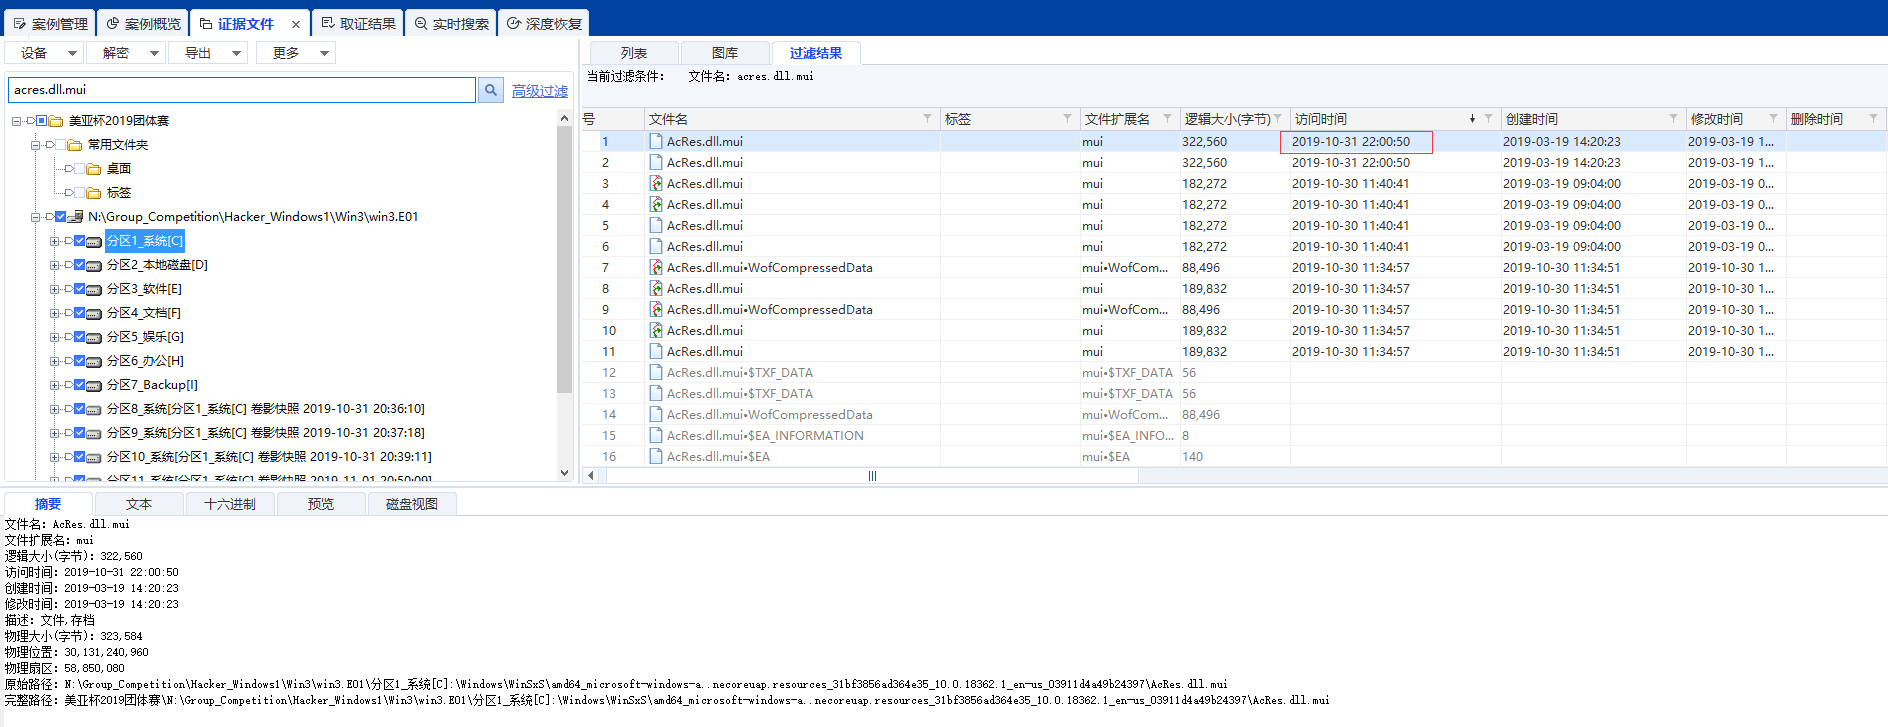 案例管理 案例概览 证据文件 × 取证结果 实时搜索 深度恢复
设备 解密 导出 更多
acres.dll.mui 高级过滤
美亚杯2019团体赛
常用文件夹
桌面
标签
N:\Group_Competition\Hacker_Windows1\Win3\win3.E01
分区1_系统[C]
分区2_本地磁盘[D]
分区3_软件[E]
分区4_文档[F]
分区5_娱乐[G]
分区6_办公[H]
分区7_Backup[I]
分区8_系统[分区1_系统[C] 卷影快照 2019-10-31 20:36:10]
分区9_系统[分区1_系统[C] 卷影快照 2019-10-31 20:37:18]
分区10_系统[分区1_系统[C] 卷影快照 2019-10-31 20:39:11]
分区11_系统[分区1_系统[C] 卷影快照 2019-11-01 20:50:09]
列表 图库 过滤结果
当前过滤条件： 文件名：acres.dll.mui
号 文件名 标签 文件扩展名 逻辑大小(字节) 访问时间 创建时间 修改时间 删除时间
1 AcRes.dll.mui mui 322,560 2019-10-31 22:00:50 2019-03-19 14:20:23 2019-03-19 1...
2 AcRes.dll.mui mui 322,560 2019-10-31 22:00:50 2019-03-19 14:20:23 2019-03-19 1...
3 AcRes.dll.mui mui 182,272 2019-10-30 11:40:41 2019-03-19 09:04:00 2019-03-19 0...
4 AcRes.dll.mui mui 182,272 2019-10-30 11:40:41 2019-03-19 09:04:00 2019-03-19 0...
5 AcRes.dll.mui mui 182,272 2019-10-30 11:40:41 2019-03-19 09:04:00 2019-03-19 0...
6 AcRes.dll.mui mui 182,272 2019-10-30 11:40:41 2019-03-19 09:04:00 2019-03-19 0...
7 AcRes.dll.mui•WofCompressedData mui•WofCom... 88,496 2019-10-30 11:34:57 2019-10-30 11:34:51 2019-10-30 1...
8 AcRes.dll.mui mui 189,832 2019-10-30 11:34:57 2019-10-30 11:34:51 2019-10-30 1...
9 AcRes.dll.mui•WofCompressedData mui•WofCom... 88,496 2019-10-30 11:34:57 2019-10-30 11:34:51 2019-10-30 1...
10 AcRes.dll.mui mui 189,832 2019-10-30 11:34:57 2019-10-30 11:34:51 2019-10-30 1...
11 AcRes.dll.mui mui 189,832 2019-10-30 11:34:57 2019-10-30 11:34:51 2019-10-30 1...
12 AcRes.dll.mui•$TXF_DATA mui•$TXF_DATA 56
13 AcRes.dll.mui•$TXF_DATA mui•$TXF_DATA 56
14 AcRes.dll.mui•WofCompressedData mui•WofCom... 88,496
15 AcRes.dll.mui•$EA_INFORMATION mui•$EA_INFO... 8
16 AcRes.dll.mui•$EA mui•$EA 140
摘要 文本 十六进制 预览 磁盘视图
文件名：AcRes.dll.mui
文件扩展名：mui
逻辑大小(字节)：322,560
访问时间：2019-10-31 22:00:50
创建时间：2019-03-19 14:20:23
修改时间：2019-03-19 14:20:23
描述：文件,存档
物理大小(字节)：323,584
物理位置：30,131,240,960
物理扇区：58,850,080
原始路径：N:\Group_Competition\Hacker_Windows1\Win3\win3.E01\分区1_系统[C]:\Windows\WinSxS\amd64_microsoft-windows-a..necoreuap.resources_31bf3856ad364e35_10.0.18362.1_en-us_03911d4a49b24397\AcRes.dll.mui
完整路径：美亚杯2019团体赛\N:\Group_Competition\Hacker_Windows1\Win3\win3.E01\分区1_系统[C]:\Windows\WinSxS\amd64_microsoft-windows-a..necoreuap.resources_31bf3856ad364e35_10.0.18362.1_en-us_03911d4a49b24397\AcRes.dll.mui